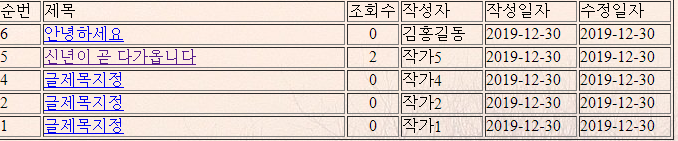 순번 제목 조회수 작성자 작성일자 수정일자
6 안녕하세요 0 김홍길동 2019-12-30 2019-12-30
5 신년이 곧 다가옵니다 2 작가5 2019-12-30 2019-12-30
4 글제목지정 0 작가4 2019-12-30 2019-12-30
2 글제목지정 0 작가2 2019-12-30 2019-12-30
1 글제목지정 0 작가1 2019-12-30 2019-12-30